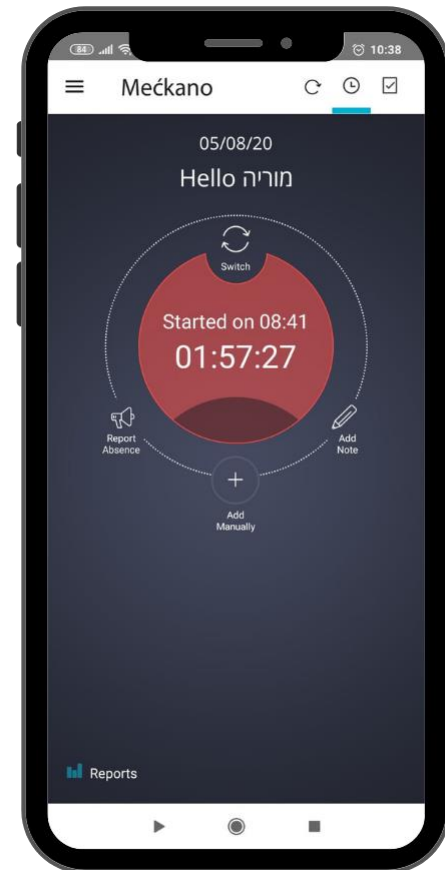 84
10:38
Mećkano
05/08/20
Hello מוריה
Switch
Started on 08:41
01:57:27
Report
Absence
Add
Note
Add
Manually
Reports